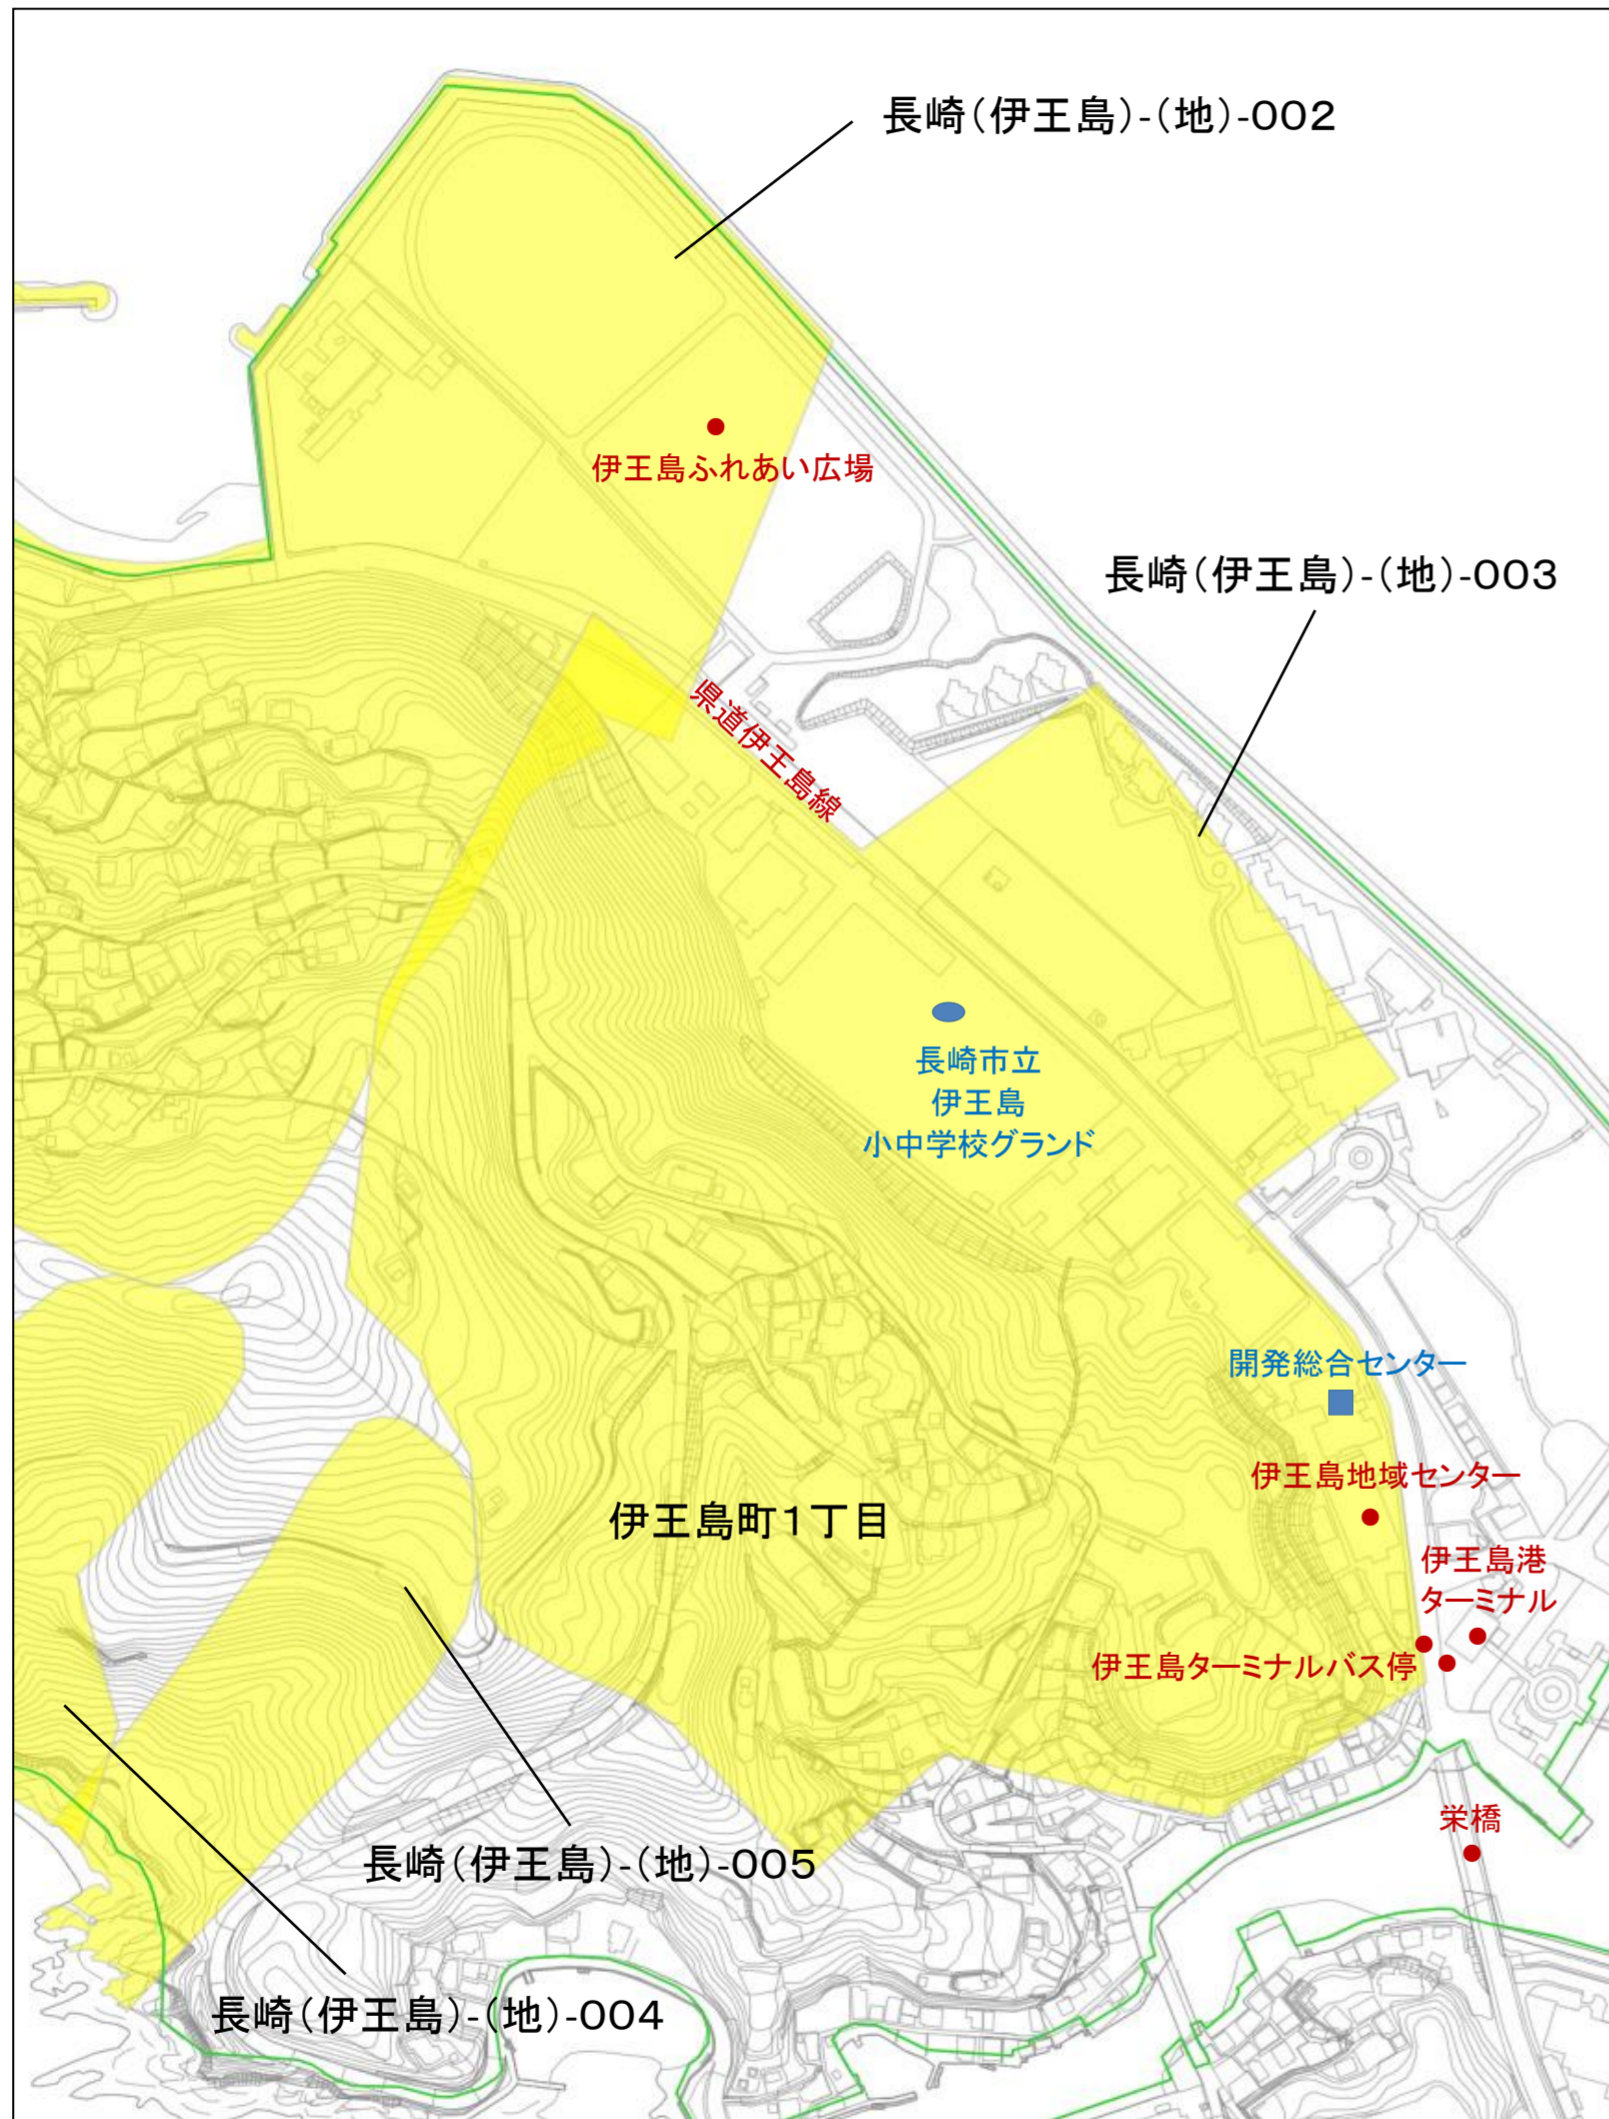 長崎(伊王島)-(地)-002
伊王島ふれあい広場
長崎(伊王島)-(地)-003
県道伊王島線
長崎市立
伊王島
小中学校グランド
開発総合センター
伊王島地域センター
伊王島町1丁目
伊王島港
ターミナル
伊王島ターミナルバス停
栄橋
長崎(伊王島)-(地)-005
長崎(伊王島)-(地)-004